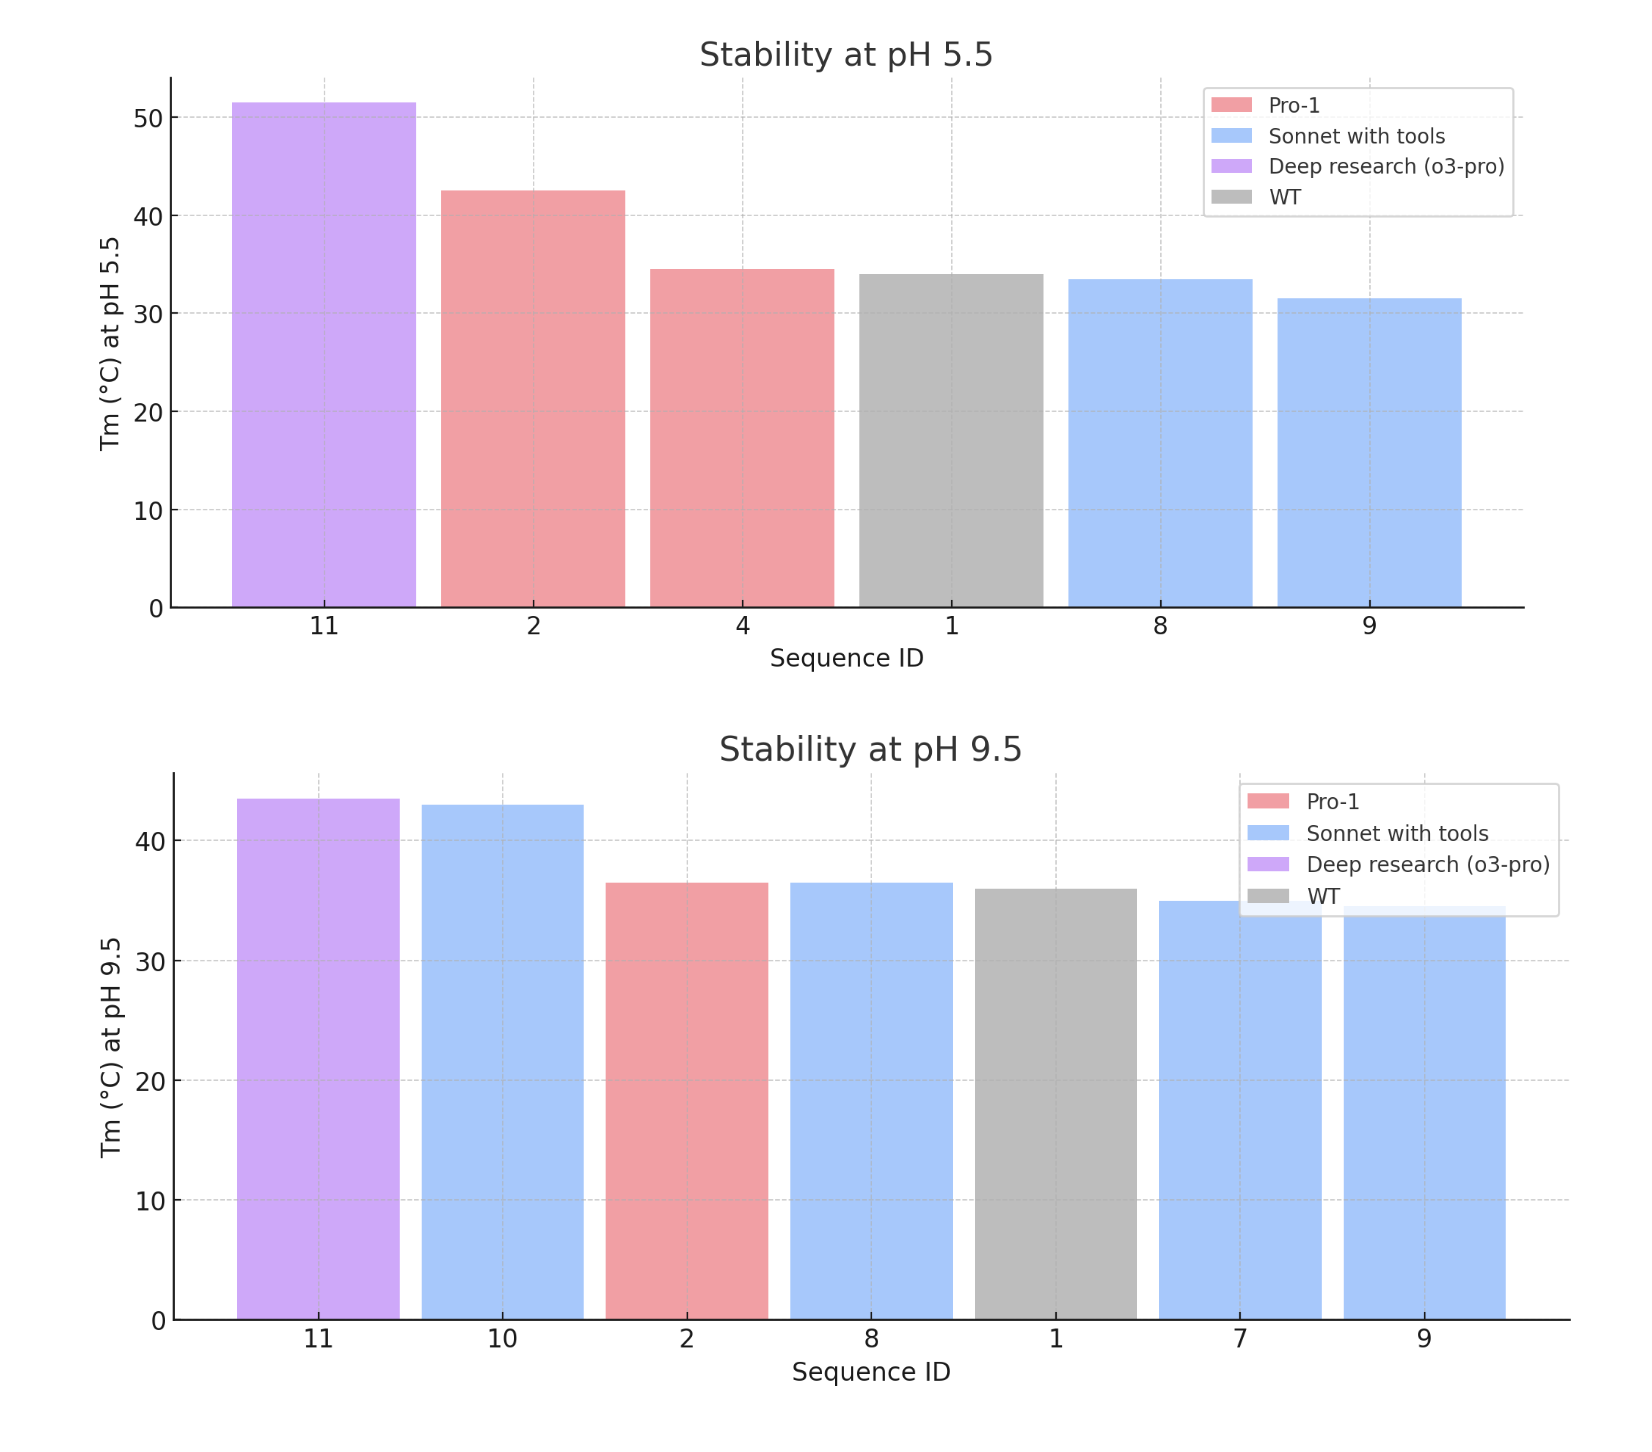 Stability at pH 5.5
Tm (°C) at pH 5.5
50
40
30
20
10
0
Pro-1
Sonnet with tools
Deep research (o3-pro)
WT
11 2 4 1 8 9
Sequence ID
Stability at pH 9.5
Tm (°C) at pH 9.5
40
30
20
10
0
Pro-1
Sonnet with tools
Deep research (o3-pro)
WT
11 10 2 8 1 7 9
Sequence ID